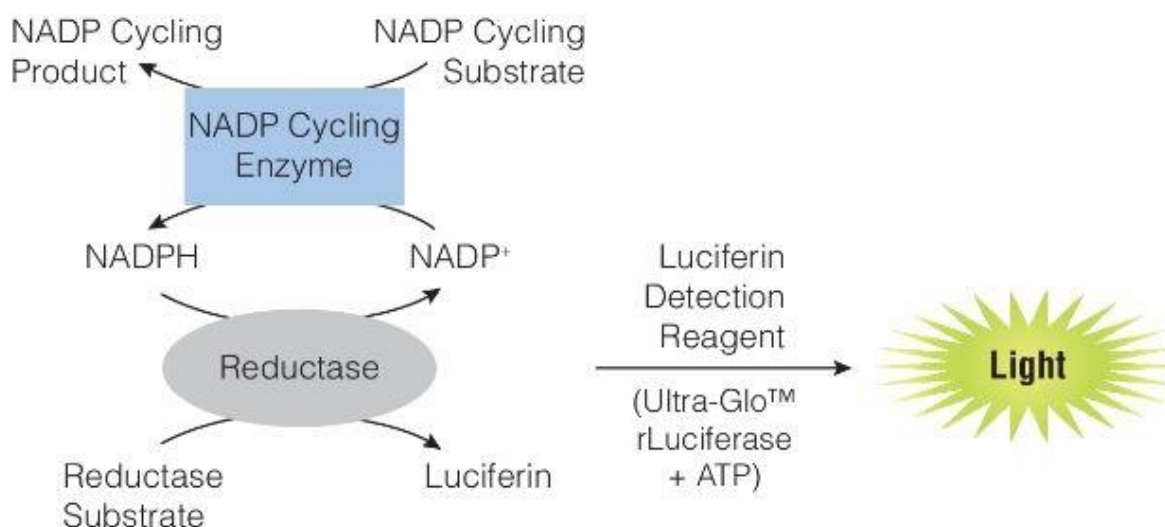 NADP Cycling
Product
NADP Cycling
Substrate
NADP Cycling
Enzyme
NADPH
NADP⁺
Reductase
Reductase
Substrate
Luciferin
Luciferin
Detection
Reagent
(Ultra-Glo™
rLuciferase
+ ATP)
Light